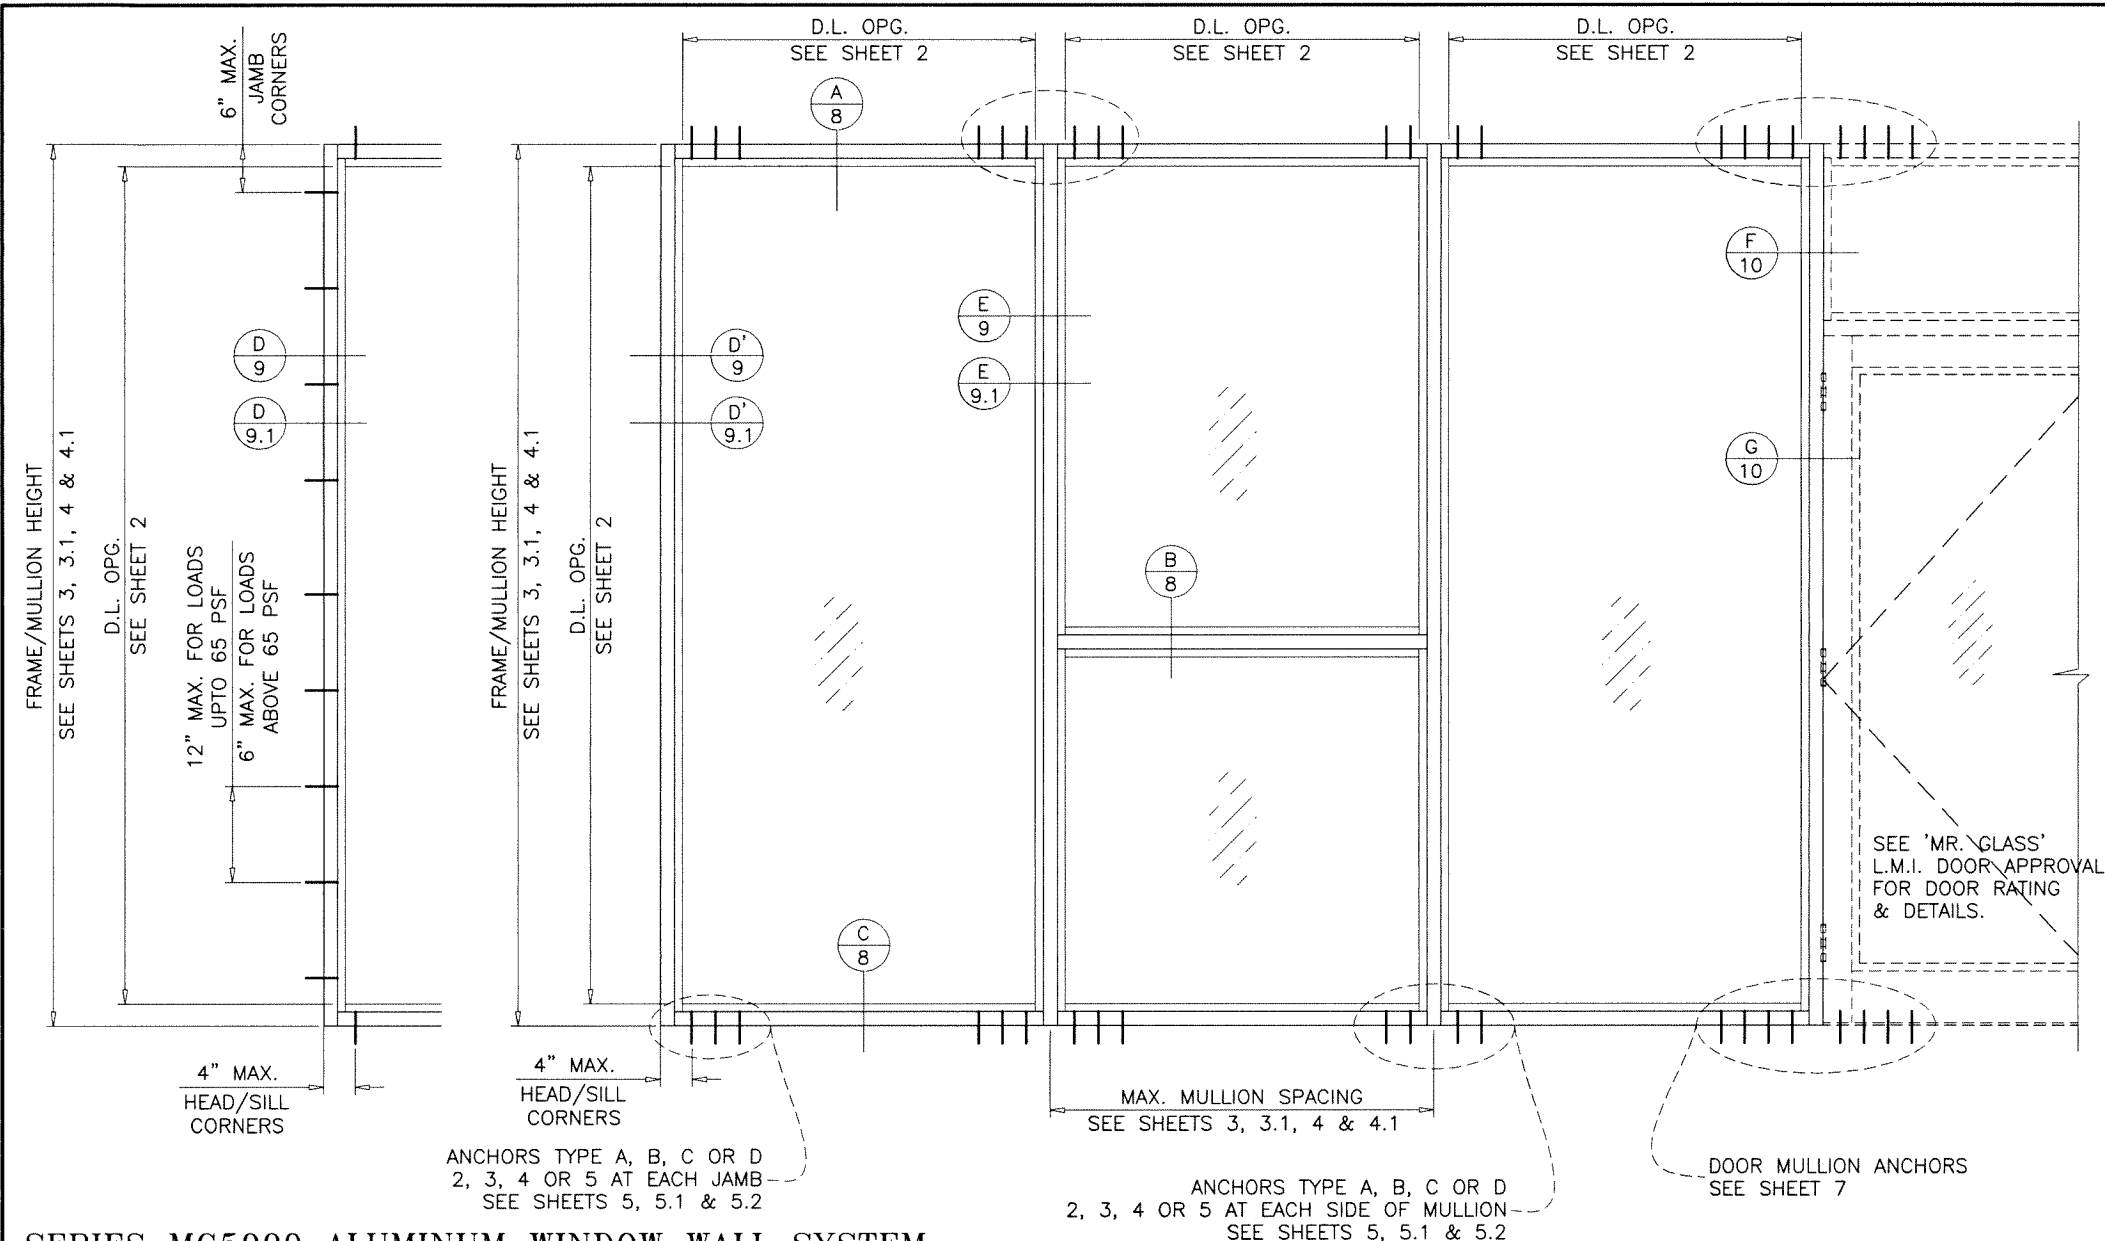 D.L. OPG.
SEE SHEET 2
D.L. OPG.
SEE SHEET 2
D.L. OPG.
SEE SHEET 2
6" MAX.
JAMB
CORNERS
A
8
F
10
E
9
E
9.1
D
9
D
9.1
D'
9
D'
9.1
G
10
B
8
C
8
FRAME/MULLION HEIGHT
SEE SHEETS 3, 3.1, 4 & 4.1
D.L. OPG.
SEE SHEET 2
12" MAX. FOR LOADS
UPTO 65 PSF
6" MAX. FOR LOADS
ABOVE 65 PSF
FRAME/MULLION HEIGHT
SEE SHEETS 3, 3.1, 4 & 4.1
D.L. OPG.
SEE SHEET 2
SEE 'MR. GLASS'
L.M.I. DOOR APPROVAL
FOR DOOR RATING
& DETAILS.
4" MAX.
HEAD/SILL
CORNERS
4" MAX.
HEAD/SILL
CORNERS
MAX. MULLION SPACING
SEE SHEETS 3, 3.1, 4 & 4.1
ANCHORS TYPE A, B, C OR D
2, 3, 4 OR 5 AT EACH JAMB
SEE SHEETS 5, 5.1 & 5.2
ANCHORS TYPE A, B, C OR D
2, 3, 4 OR 5 AT EACH SIDE OF MULLION
SEE SHEETS 5, 5.1 & 5.2
DOOR MULLION ANCHORS
SEE SHEET 7
SERIES MG5000 ALUMINUM WINDOW WALL SYSTEM